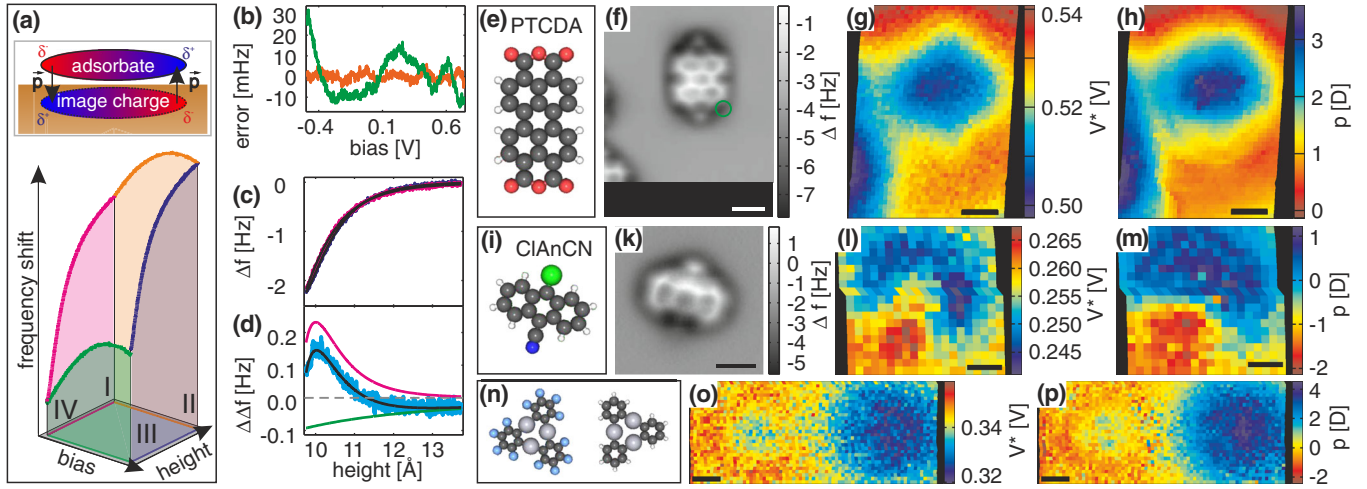 (a)
δ⁻
δ⁺
adsorbate
p⃗
p⃗
image charge
δ⁺
δ⁻
frequency shift
I
II
III
IV
bias
height
(b)
error [mHz]
30
20
10
0
-10
-0.4
0.1
0.6
bias [V]
(c)
Δf [Hz]
0
-1
-2
(d)
ΔΔf [Hz]
0.2
0.1
-0.0
-0.1
10
11
12
13
height [Å]
(e)
PTCDA
(f)
Δ f [Hz]
-1
-2
-3
-4
-5
-6
-7
(g)
V* [V]
0.54
0.52
0.50
(h)
p [D]
3
2
1
0
(i)
ClAnCN
(k)
Δ f [Hz]
1
0
-1
-2
-3
-4
-5
(l)
V* [V]
0.265
0.260
0.255
0.250
0.245
(m)
p [D]
1
0
-1
-2
(n)
(o)
V* [V]
0.34
0.32
(p)
p [D]
4
2
0
-2